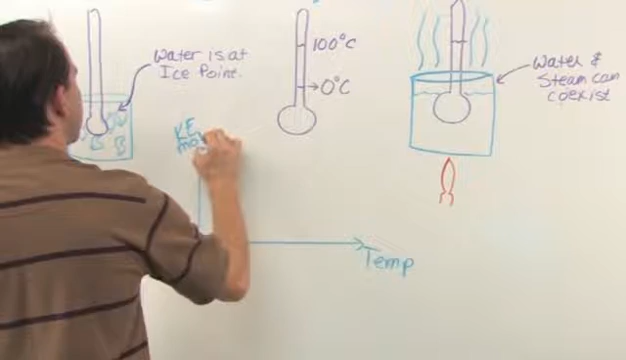 Water is at
Ice Point.
100°C
0°C
Water &
Steam can
coexist
KE
Temp